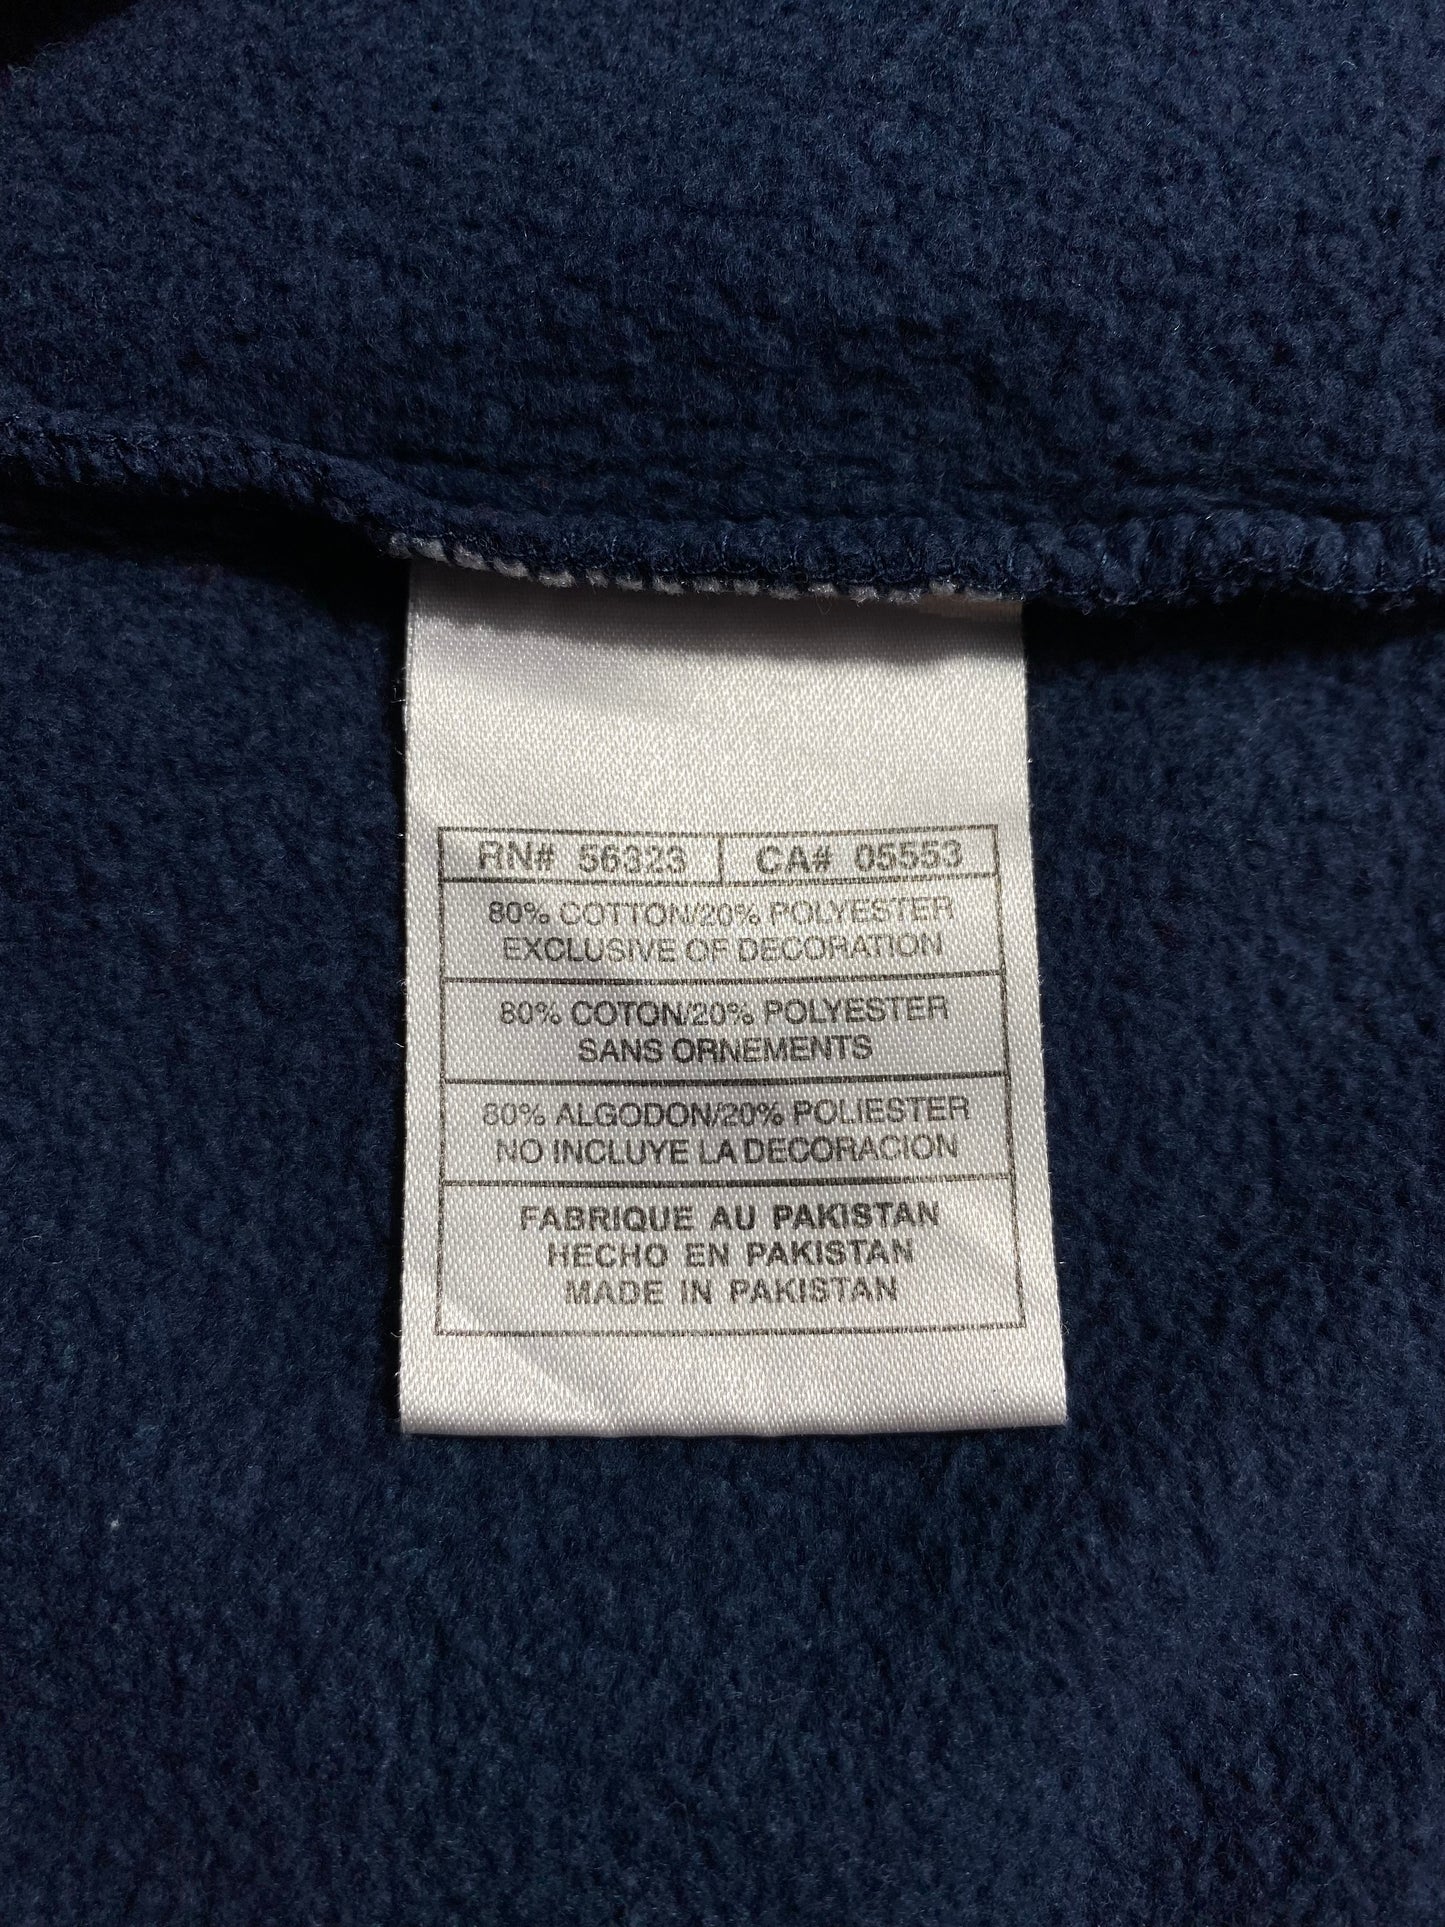 RN# 56323 CA# 05553
80% COTTON/20% POLYESTER
EXCLUSIVE OF DECORATION
80% COTON/20% POLYESTER
SANS ORNEMENTS
80% ALGODON/20% POLIESTER
NO INCLUYE LA DECORACION
FABRIQUE AU PAKISTAN
HECHO EN PAKISTAN
MADE IN PAKISTAN